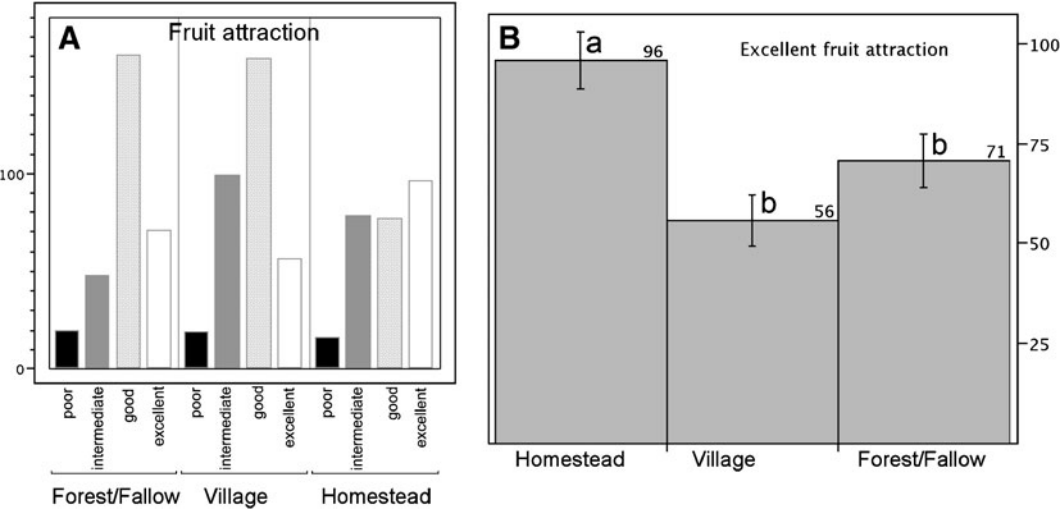 A
Fruit attraction
100
0
poor
intermediate
good
excellent
poor
intermediate
good
excellent
poor
intermediate
good
excellent
Forest/Fallow
Village
Homestead
B
Excellent fruit attraction
a
96
b
56
b
71
100
75
50
25
Homestead
Village
Forest/Fallow